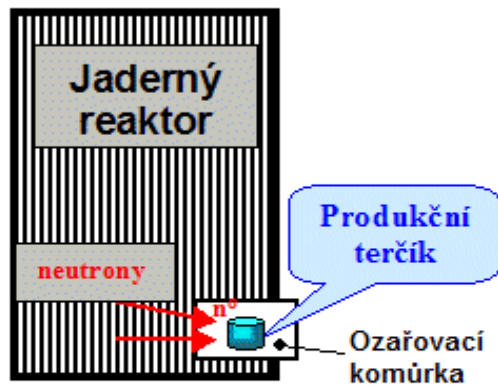 Jaderný
reaktor
Produkční
terčík
neutrony
n°
Ozařovací
komůrka